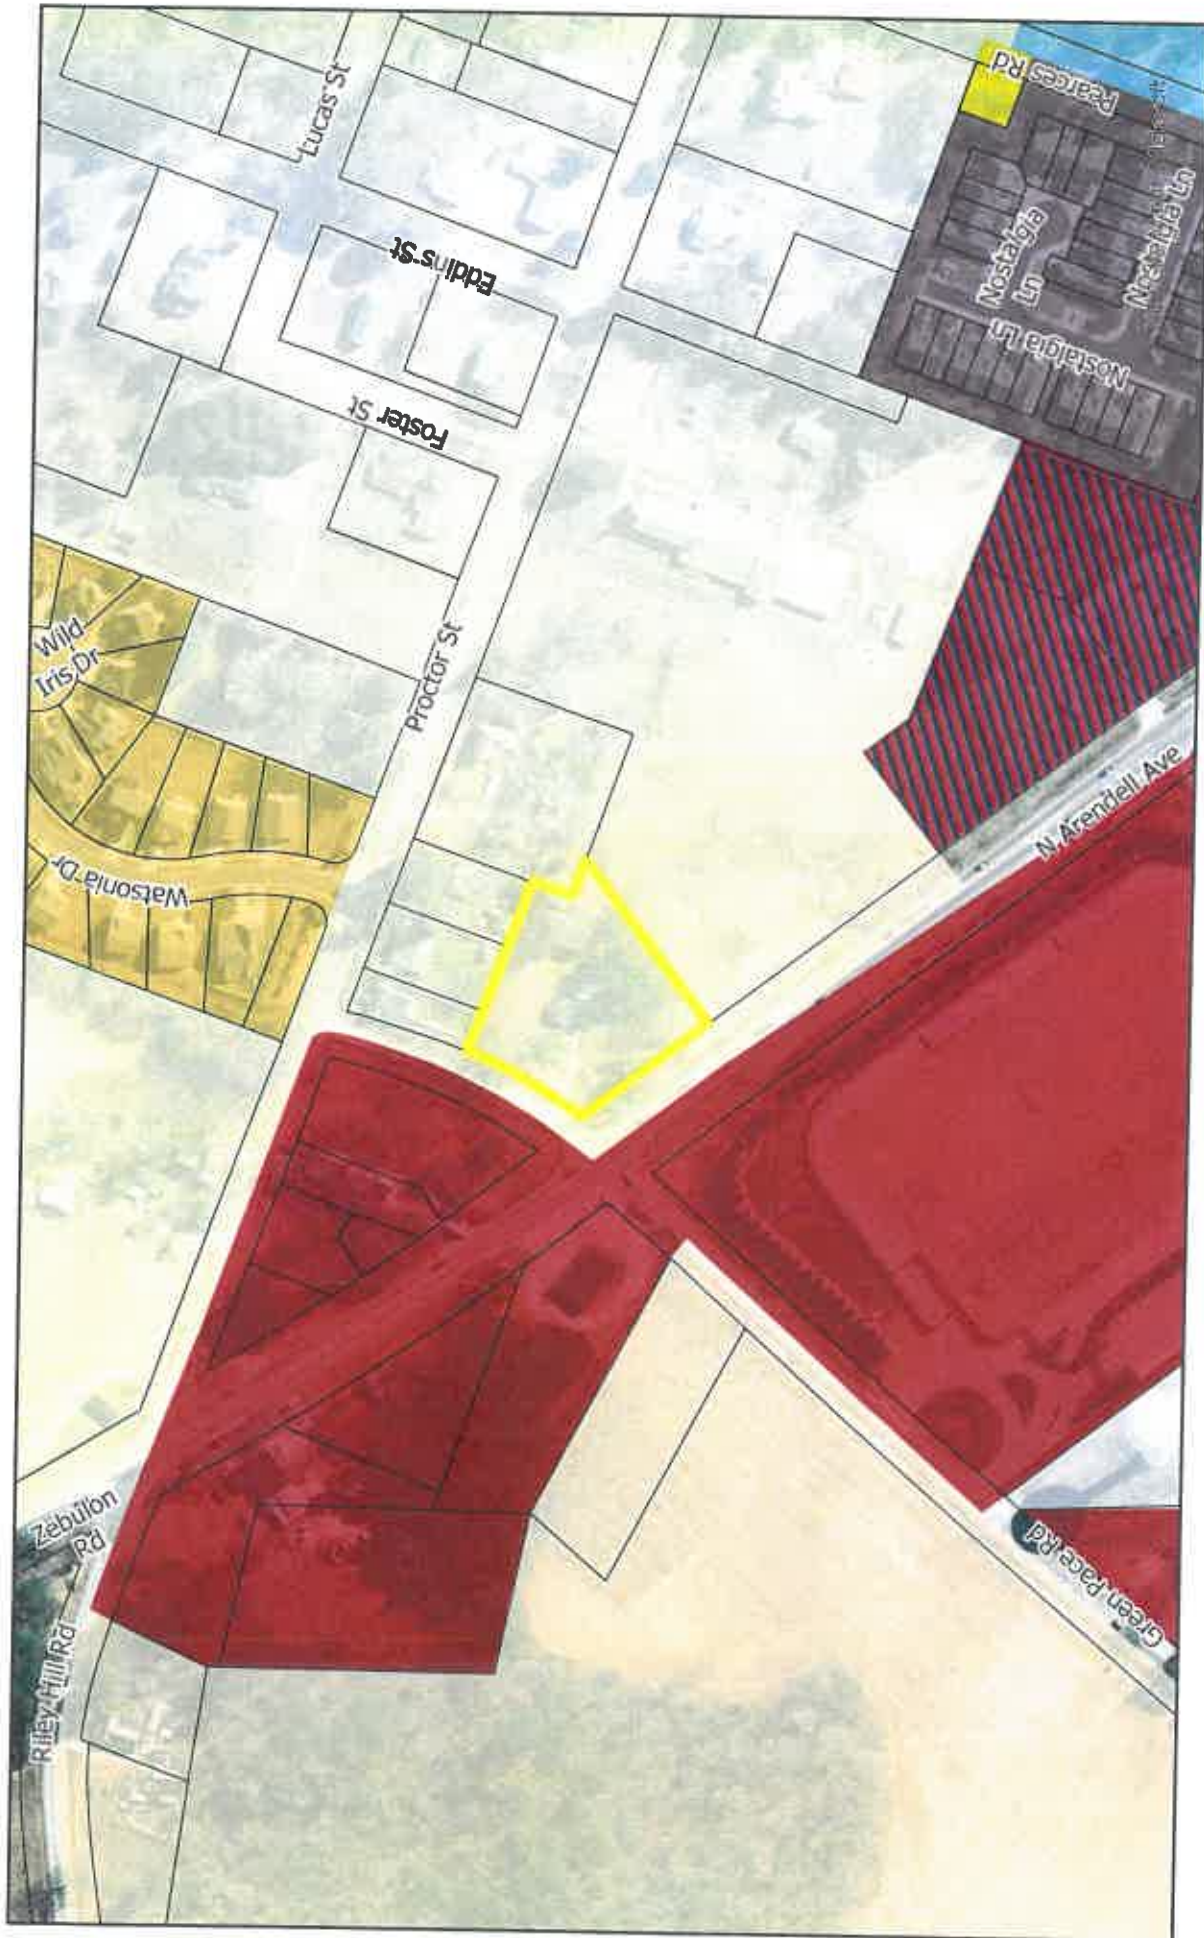 Lucas St
Pearces Rd
Eddins St
Nostalgia
Ln
Nostalgia Ln
Nostalgia Ln
Foster St
Proctor St
Wild
Iris Dr
N Arendell Ave
Watsonia Dr
Zebulon
Rd
Green Pace Rd
Riley Hill Rd